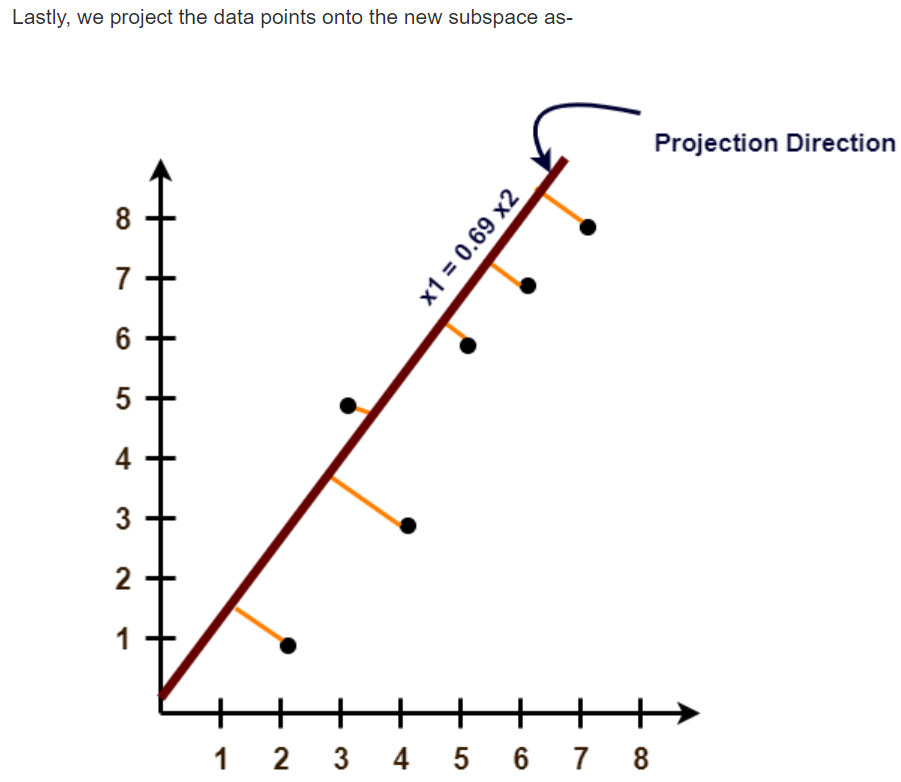 Lastly, we project the data points onto the new subspace as-
Projection Direction
x1 = 0.69 x2
8
7
6
5
4
3
2
1
1 2 3 4 5 6 7 8